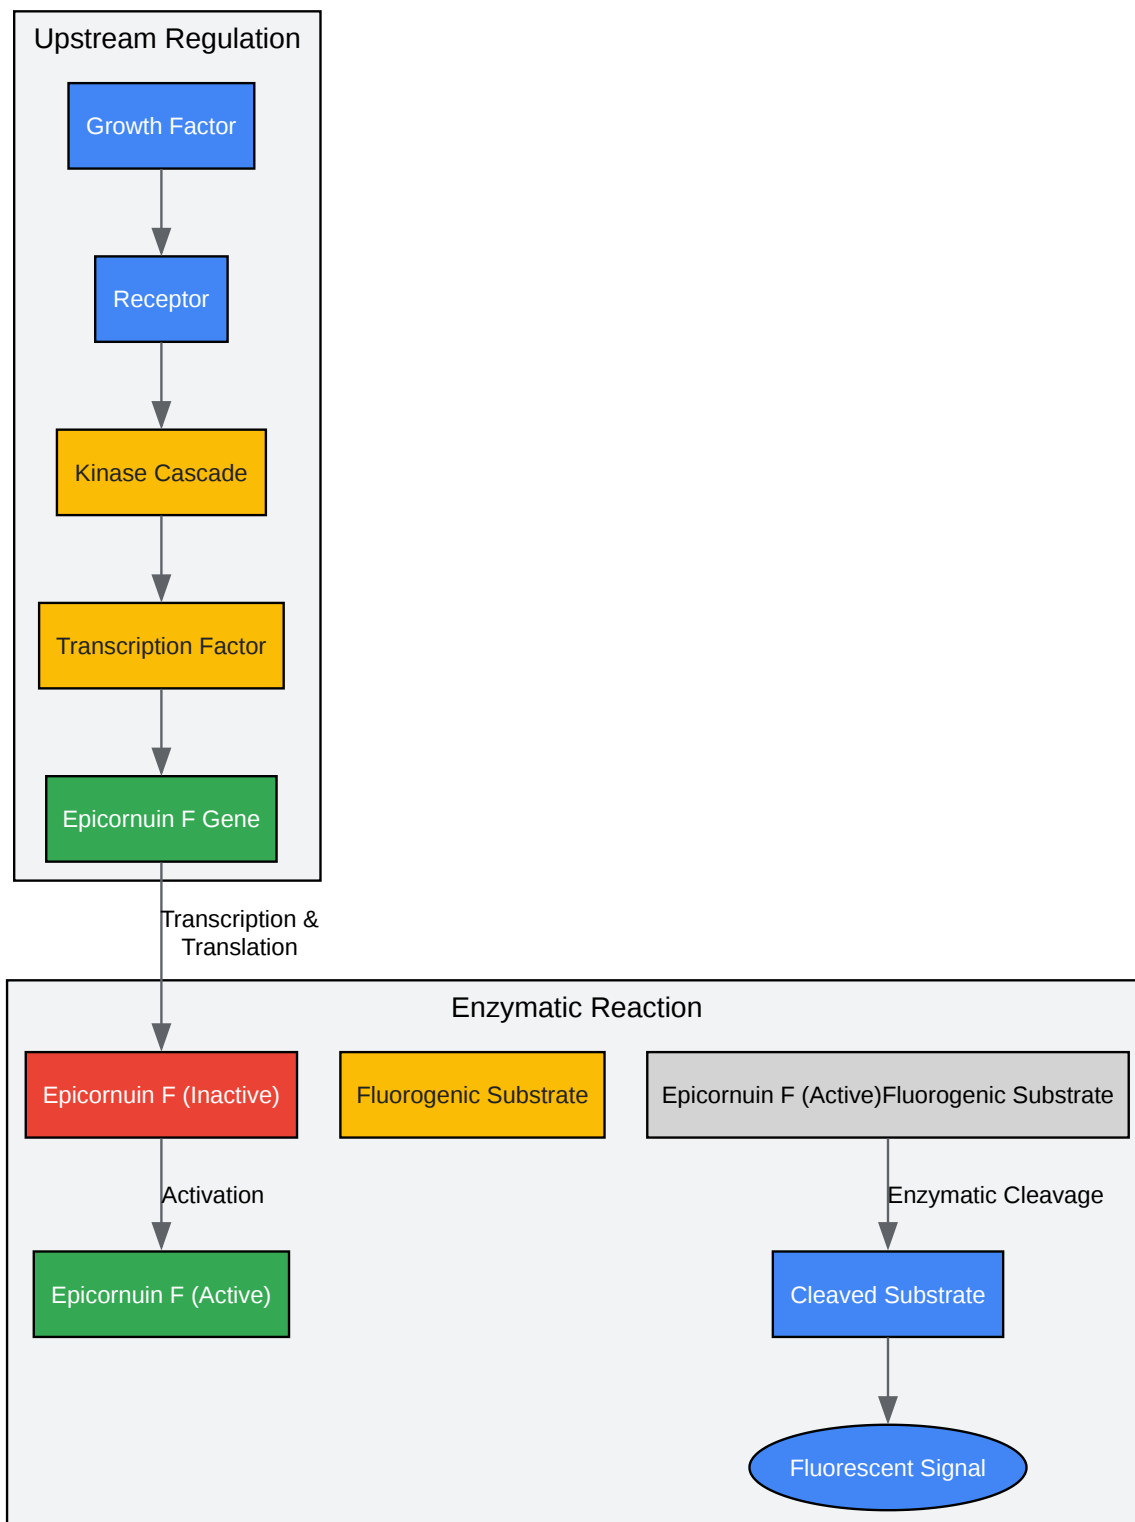 Upstream Regulation
Growth Factor
Receptor
Kinase Cascade
Transcription Factor
Epicornuin F Gene
Transcription &
Translation
Enzymatic Reaction
Epicornuin F (Inactive)
Fluorogenic Substrate
Epicornuin F (Active)Fluorogenic Substrate
Activation
Enzymatic Cleavage
Epicornuin F (Active)
Cleaved Substrate
Fluorescent Signal